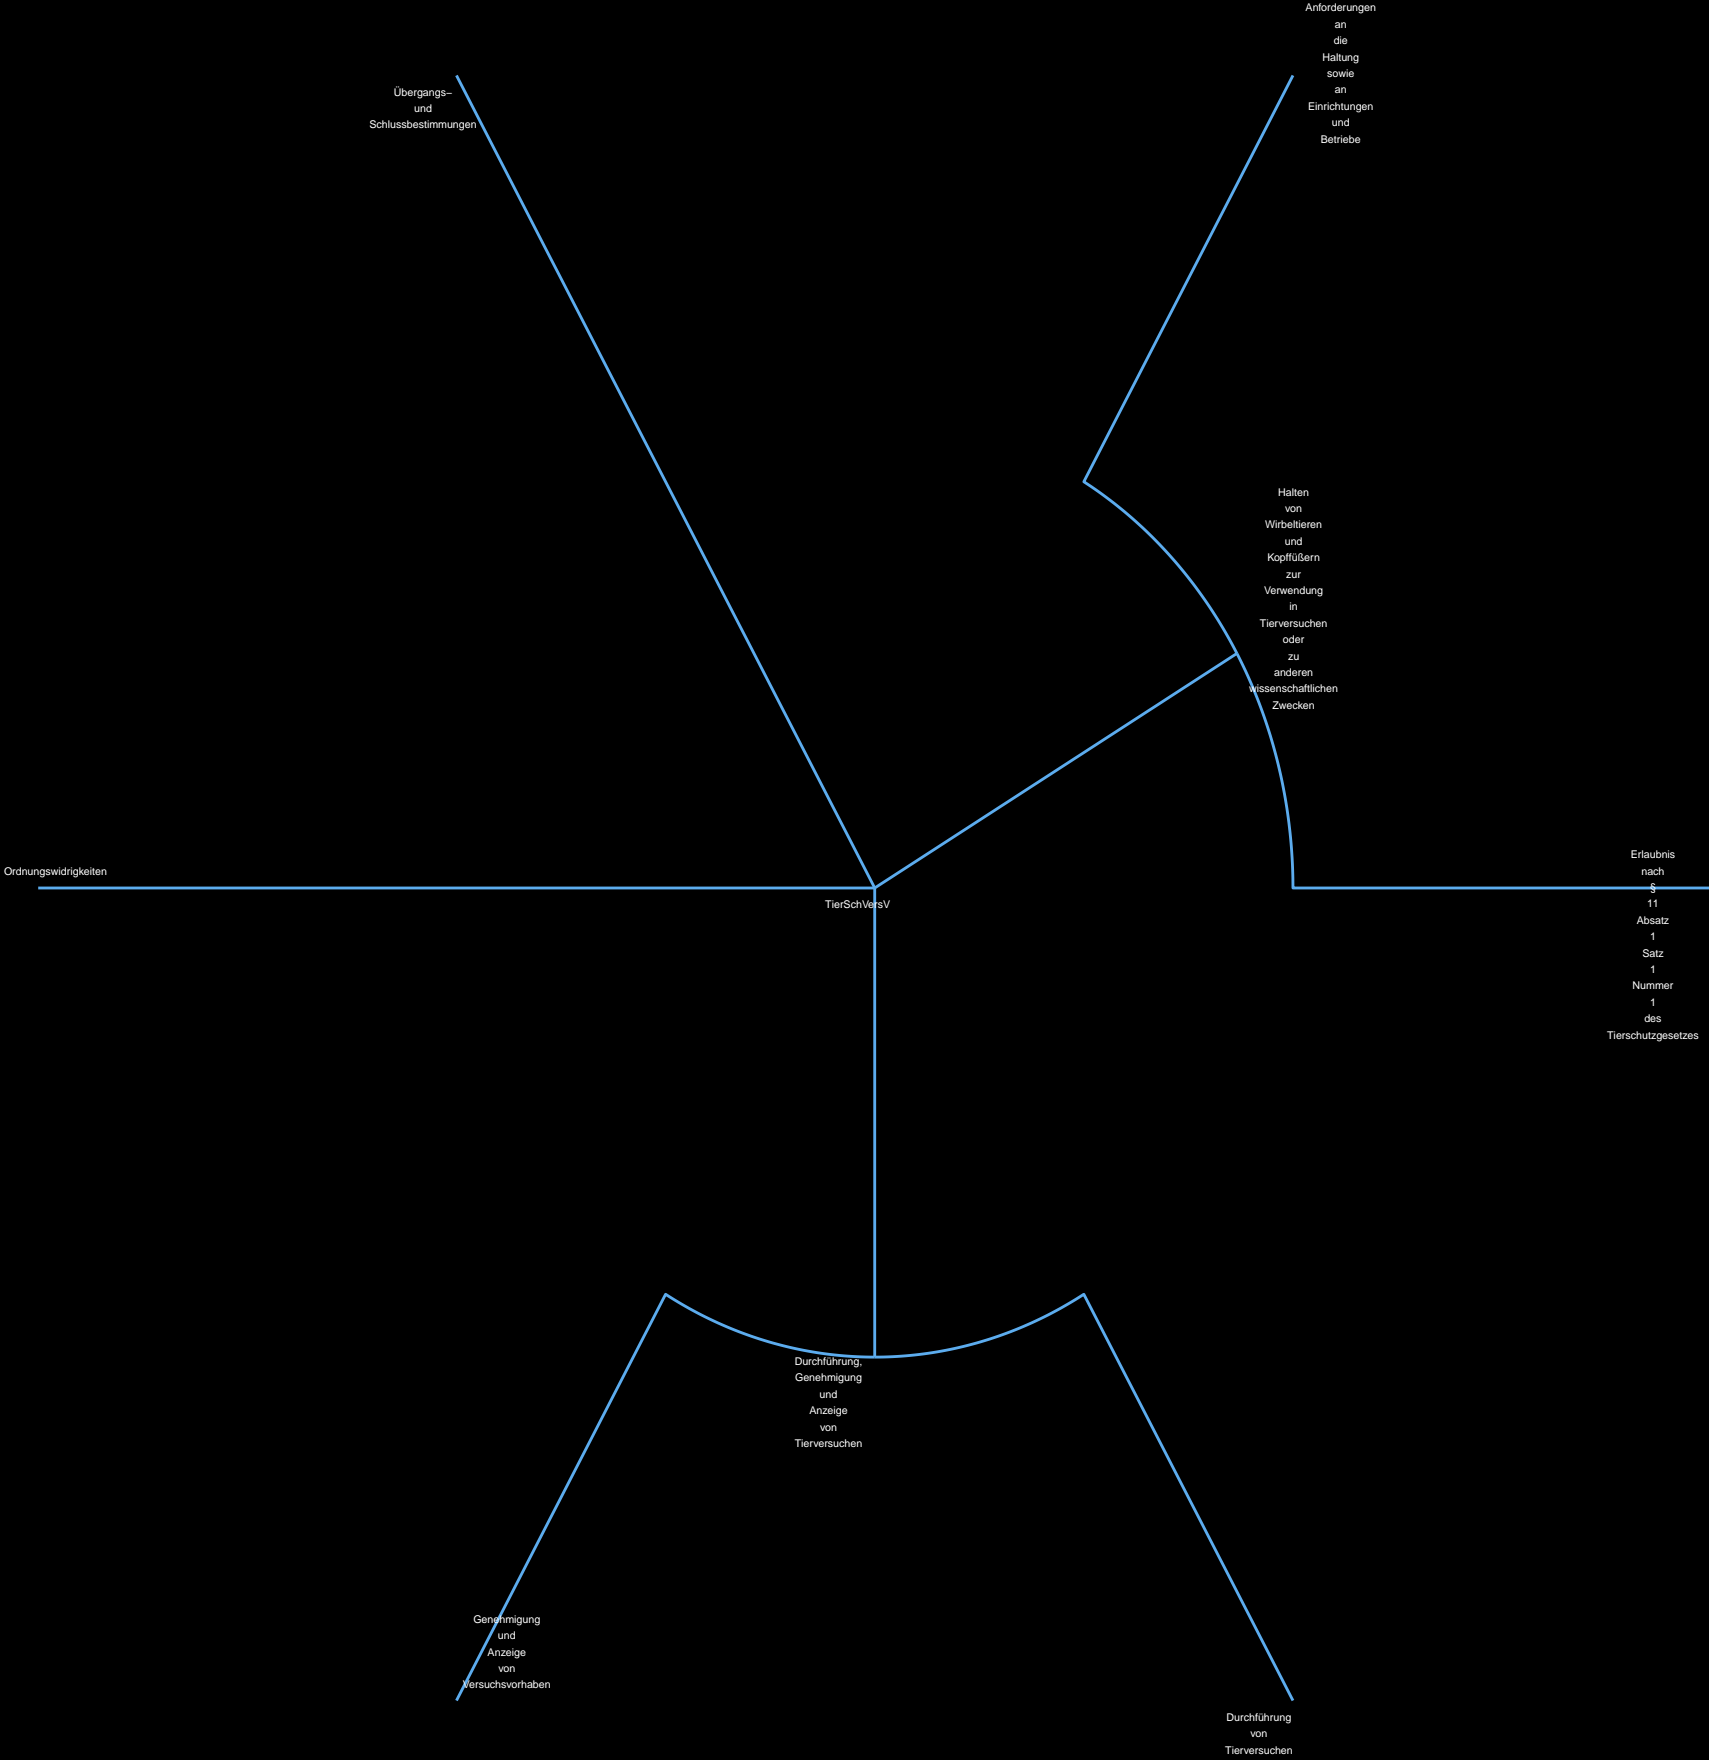 Anforderungen
an
die
Haltung
sowie
an
Einrichtungen
und
Betriebe
Übergangs–
und
Schlussbestimmungen
Halten
von
Wirbeltieren
und
Kopffüßern
zur
Verwendung
in
Tierversuchen
oder
zu
anderen
wissenschaftlichen
Zwecken
Ordnungswidrigkeiten
TierSchVersV
Erlaubnis
nach
§
11
Absatz
1
Satz
1
Nummer
1
des
Tierschutzgesetzes
Durchführung,
Genehmigung
und
Anzeige
von
Tierversuchen
Genehmigung
und
Anzeige
von
Versuchsvorhaben
Durchführung
von
Tierversuchen